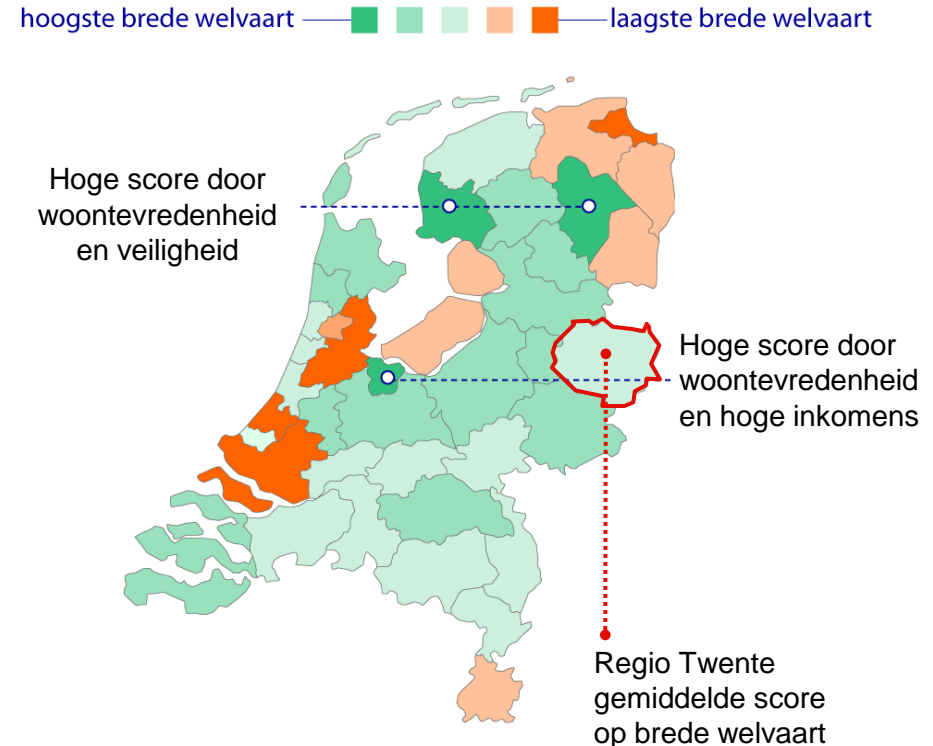 hoogste brede welvaart
laagste brede welvaart
Hoge score door
woontevredenheid
en veiligheid
Hoge score door
woontevredenheid
en hoge inkomens
Regio Twente
gemiddelde score
op brede welvaart